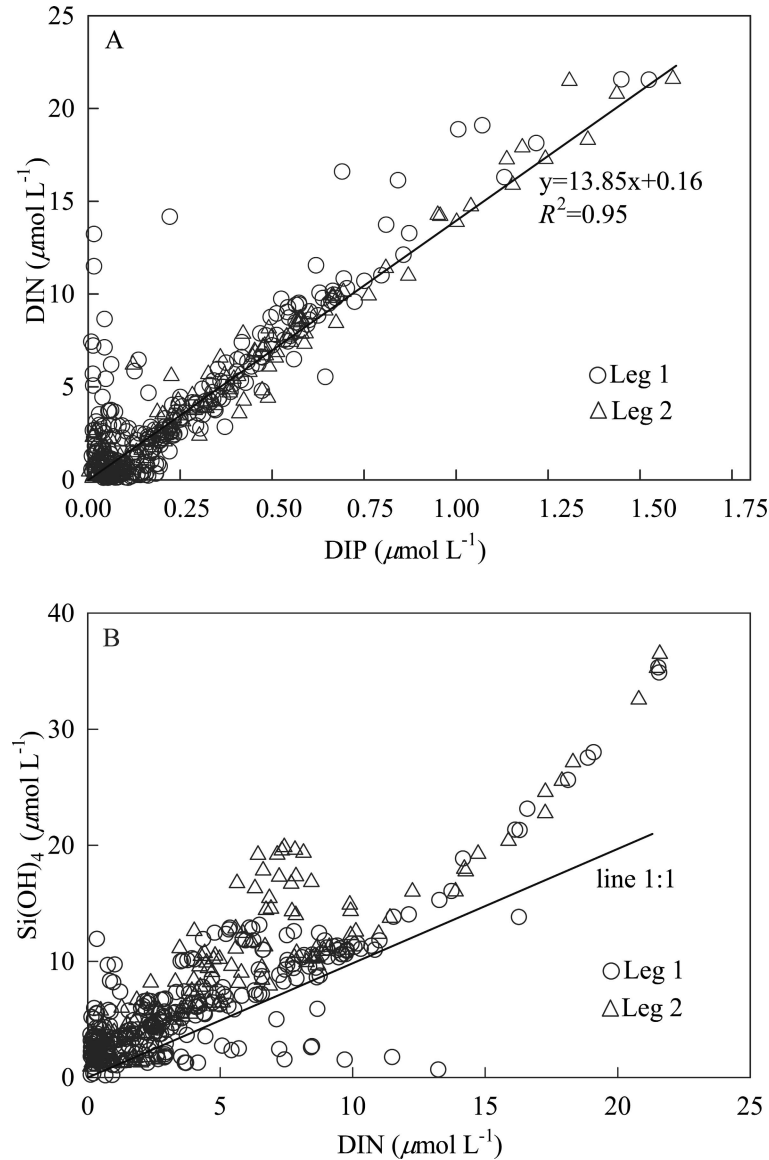 A
25
20
15
10
5
0
DIN (μmol L⁻¹)
y=13.85x+0.16
R²=0.95
Leg 1
Leg 2
0.00 0.25 0.50 0.75 1.00 1.25 1.50 1.75
DIP (μmol L⁻¹)
B
40
30
20
10
0
Si(OH)₄ (μmol L⁻¹)
line 1:1
Leg 1
Leg 2
0 5 10 15 20 25
DIN (μmol L⁻¹)